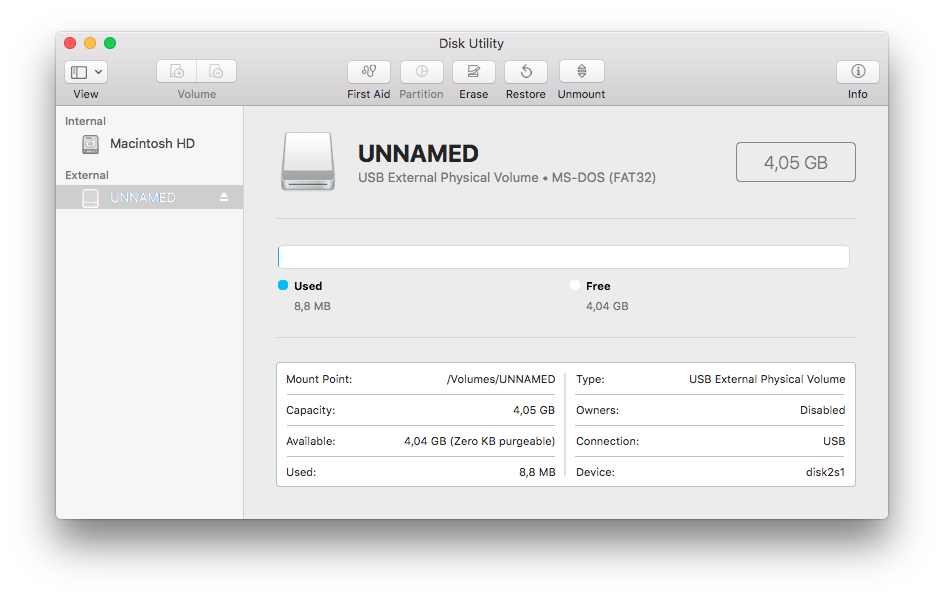 Disk Utility
View
Volume
First Aid
Partition
Erase
Restore
Unmount
Info
Internal
Macintosh HD
External
UNNAMED
UNNAMED
USB External Physical Volume • MS-DOS (FAT32)
4,05 GB
Used
8,8 MB
Free
4,04 GB
Mount Point: /Volumes/UNNAMED
Capacity: 4,05 GB
Available: 4,04 GB (Zero KB purgeable)
Used: 8,8 MB
Type: USB External Physical Volume
Owners: Disabled
Connection: USB
Device: disk2s1